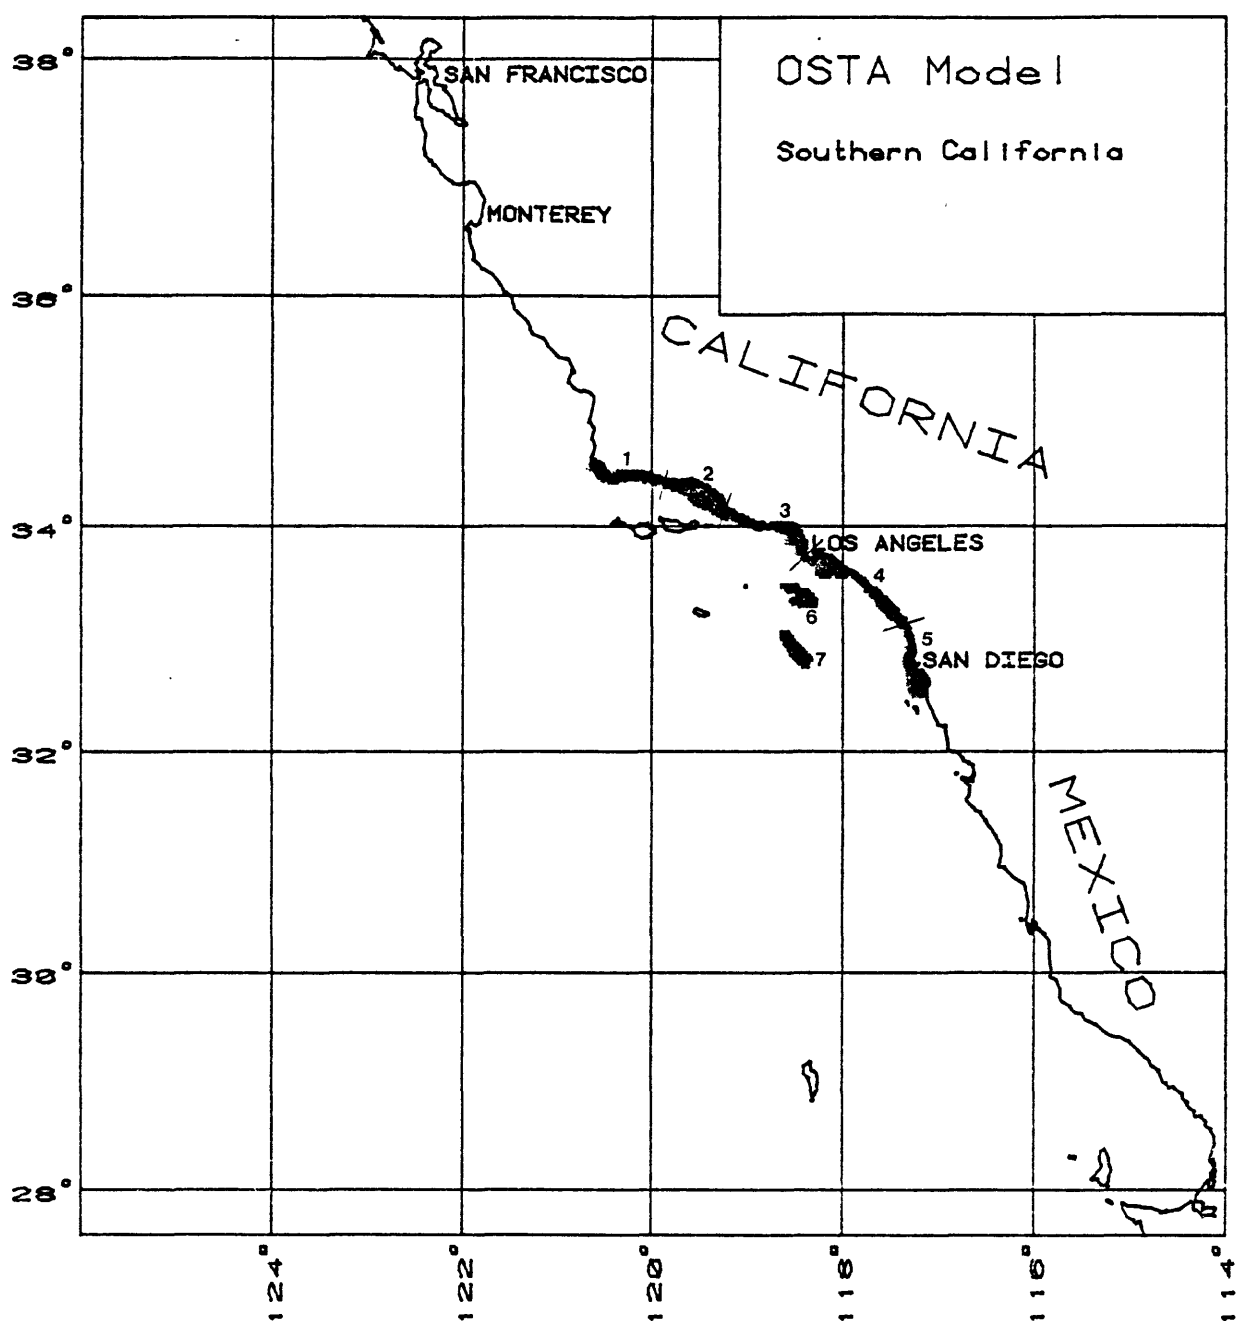 OSTA Model
Southern California
38°
SAN FRANCISCO
MONTEREY
36°
CALIFORNIA
1
2
3
34°
LOS ANGELES
4
6
5
7
SAN DIEGO
32°
MEXICO
30°
28°
124°
122°
120°
118°
116°
114°